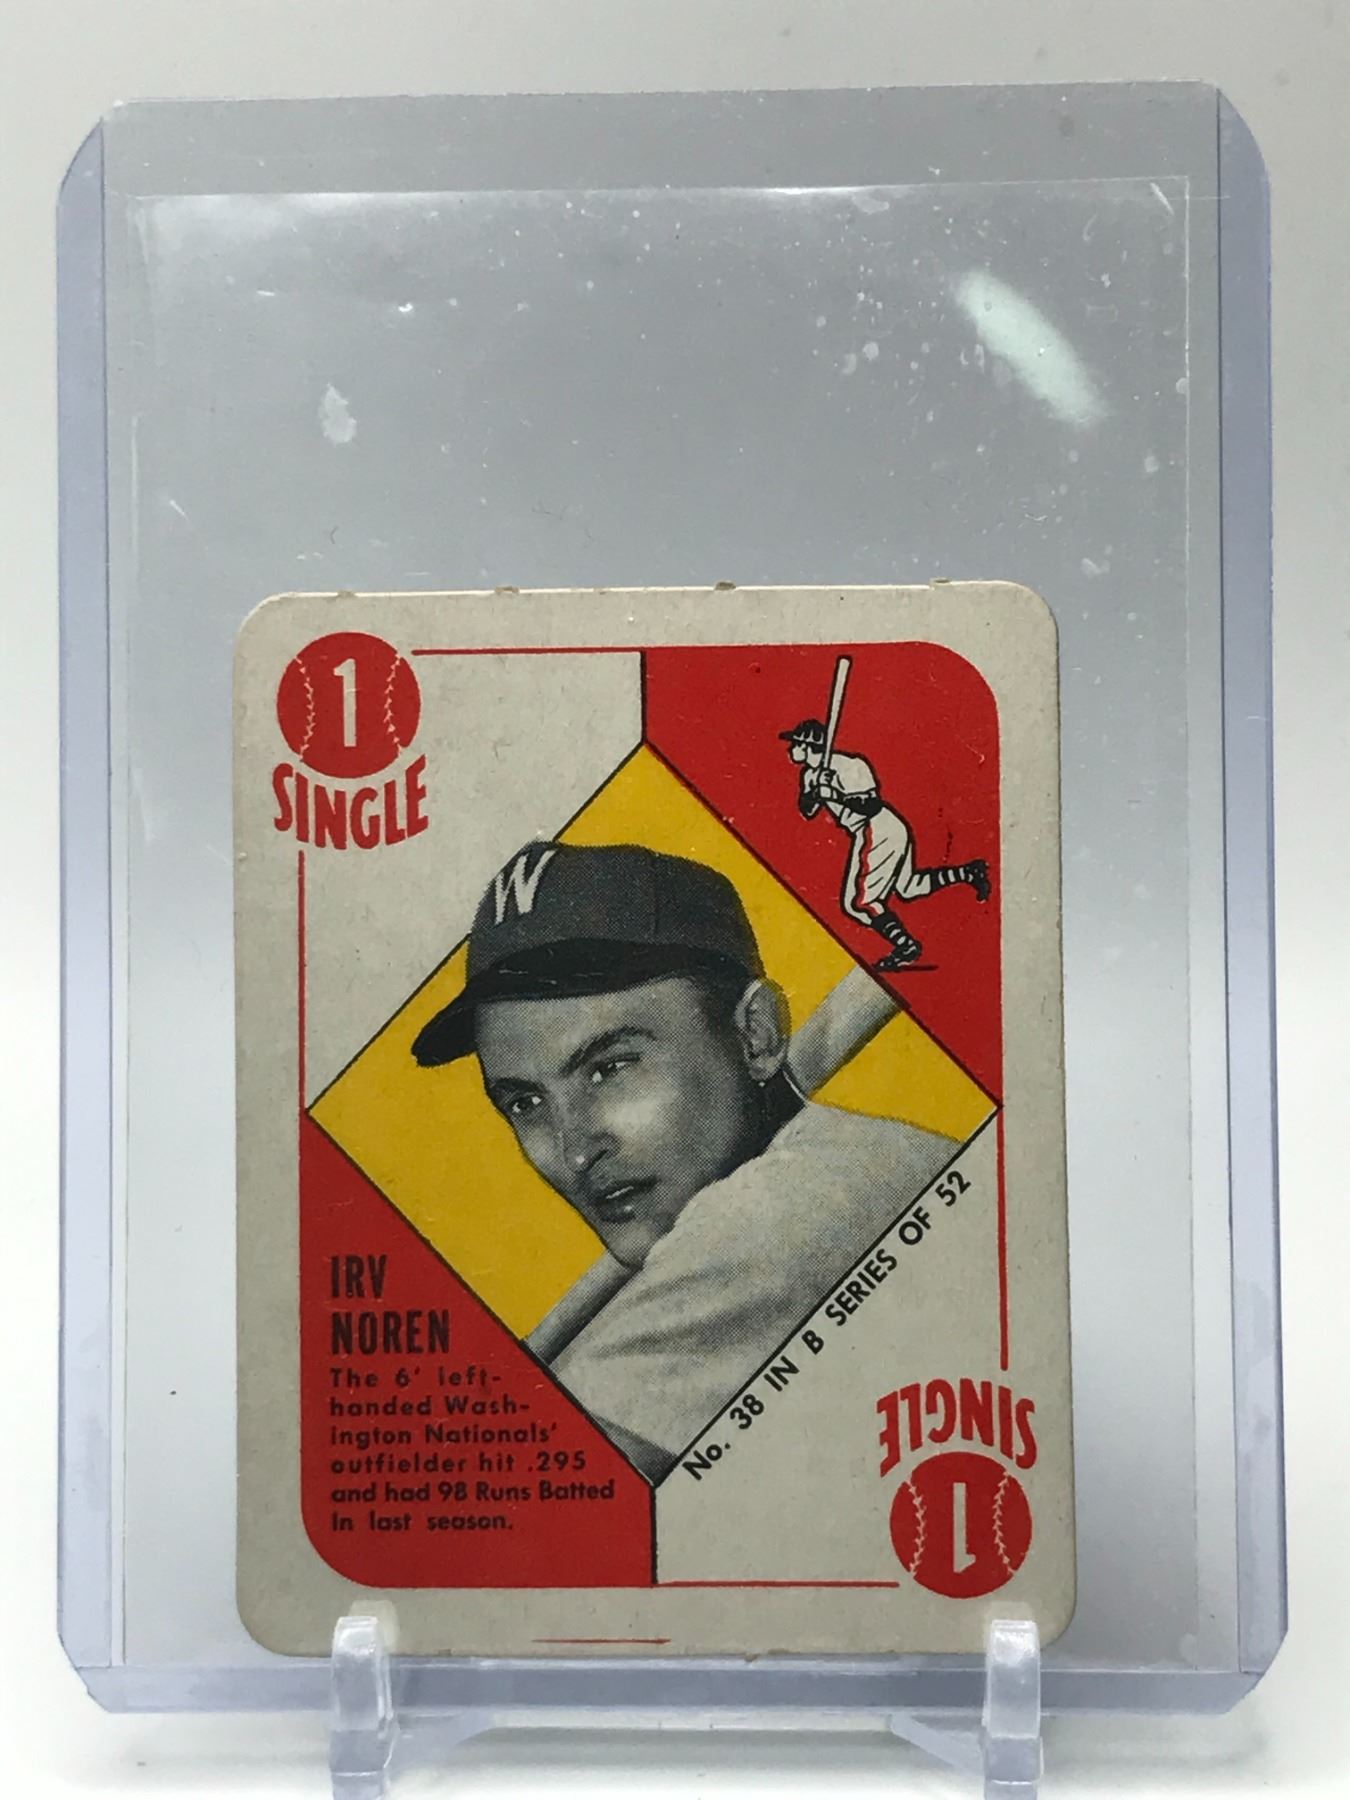 1
SINGLE
W
IRV
NOREN
The 6' left-
handed Wash-
ington Nationals'
outfielder hit .295
and had 98 Runs Batted
In last season.
No. 38 IN B SERIES OF 52
SINGLE
1